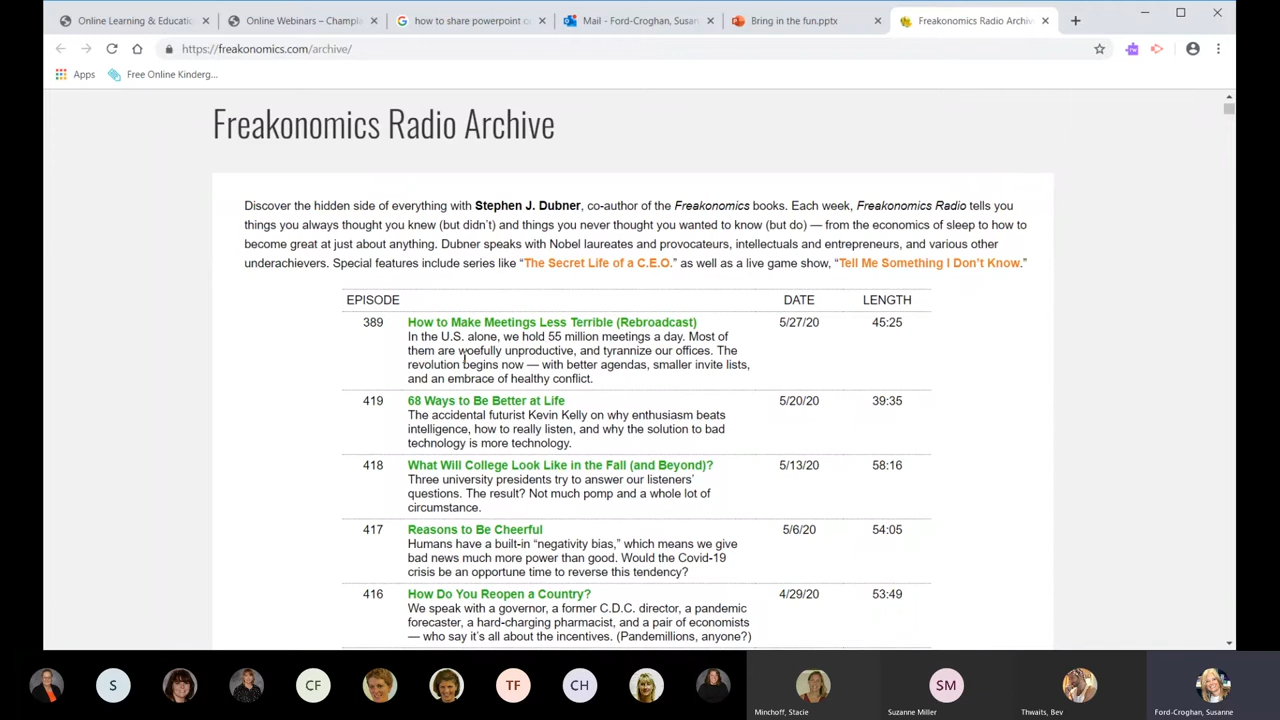 Online Learning & Educatio
Online Webinars – Champla
how to share powerpoint o
Mail - Ford-Croghan, Susan
Bring in the fun.pptx
Freakonomics Radio Archiv
https://freakonomics.com/archive/
Apps
Free Online Kinderg...
Freakonomics Radio Archive
Discover the hidden side of everything with Stephen J. Dubner, co-author of the Freakonomics books. Each week, Freakonomics Radio tells you
things you always thought you knew (but didn't) and things you never thought you wanted to know (but do) — from the economics of sleep to how to
become great at just about anything. Dubner speaks with Nobel laureates and provocateurs, intellectuals and entrepreneurs, and various other
underachievers. Special features include series like “The Secret Life of a C.E.O.” as well as a live game show, “Tell Me Something I Don't Know.”
EPISODE DATE LENGTH
389 How to Make Meetings Less Terrible (Rebroadcast) 5/27/20 45:25
In the U.S. alone, we hold 55 million meetings a day. Most of
them are woefully unproductive, and tyrannize our offices. The
revolution begins now — with better agendas, smaller invite lists,
and an embrace of healthy conflict.
419 68 Ways to Be Better at Life 5/20/20 39:35
The accidental futurist Kevin Kelly on why enthusiasm beats
intelligence, how to really listen, and why the solution to bad
technology is more technology.
418 What Will College Look Like in the Fall (and Beyond)? 5/13/20 58:16
Three university presidents try to answer our listeners'
questions. The result? Not much pomp and a whole lot of
circumstance.
417 Reasons to Be Cheerful 5/6/20 54:05
Humans have a built-in “negativity bias,” which means we give
bad news much more power than good. Would the Covid-19
crisis be an opportune time to reverse this tendency?
416 How Do You Reopen a Country? 4/29/20 53:49
We speak with a governor, a former C.D.C. director, a pandemic
forecaster, a hard-charging pharmacist, and a pair of economists
— who say it's all about the incentives. (Pandemillions, anyone?)
S CF TF CH SM
Minchoff, Stacie Suzanne Miller Thwaits, Bev Ford-Croghan, Susanne